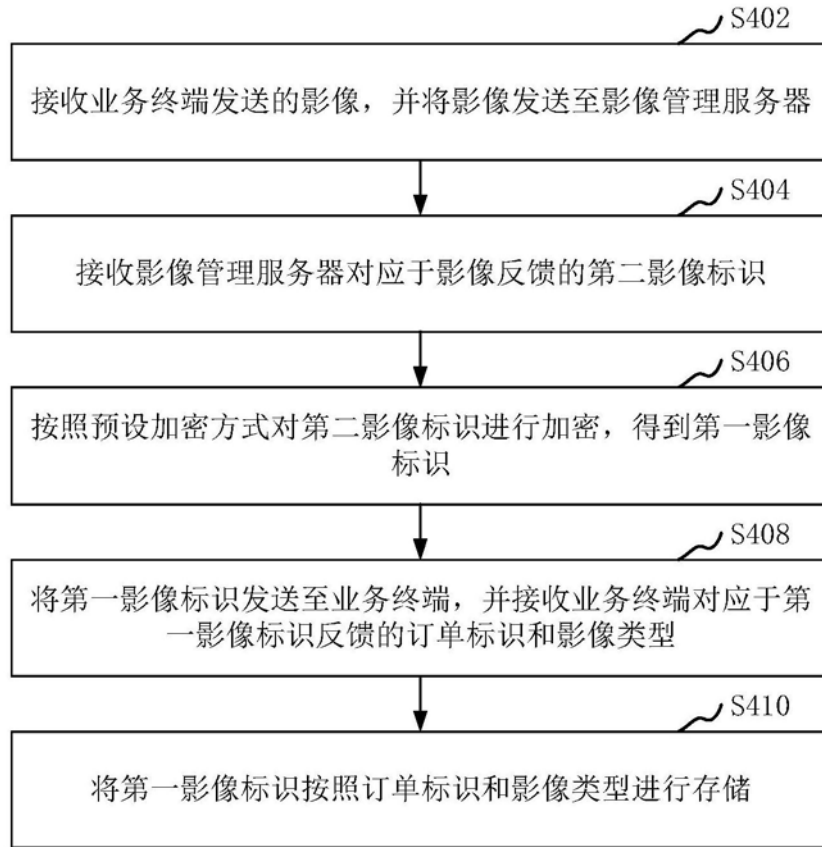 S402
接收业务终端发送的影像，并将影像发送至影像管理服务器
S404
接收影像管理服务器对应于影像反馈的第二影像标识
S406
按照预设加密方式对第二影像标识进行加密，得到第一影像
标识
S408
将第一影像标识发送至业务终端，并接收业务终端对应于第
一影像标识反馈的订单标识和影像类型
S410
将第一影像标识按照订单标识和影像类型进行存储